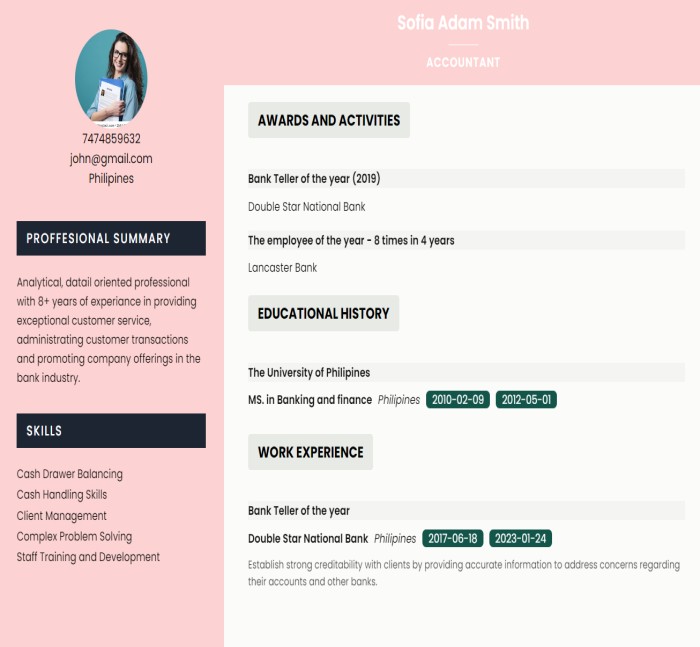 Sofia Adam Smith
ACCOUNTANT
7474859632
john@gmail.com
Philipines
PROFFESIONAL SUMMARY
Analytical, datail oriented professional
with 8+ years of experiance in providing
exceptional customer service,
administrating customer transactions
and promoting company offerings in the
bank industry.
SKILLS
Cash Drawer Balancing
Cash Handling Skills
Client Management
Complex Problem Solving
Staff Training and Development
AWARDS AND ACTIVITIES
Bank Teller of the year (2019)
Double Star National Bank
The employee of the year - 8 times in 4 years
Lancaster Bank
EDUCATIONAL HISTORY
The University of Philipines
MS. in Banking and finance Philipines 2010-02-09 2012-05-01
WORK EXPERIENCE
Bank Teller of the year
Double Star National Bank Philipines 2017-06-18 2023-01-24
Establish strong creditability with clients by providing accurate information to address concerns regarding
their accounts and other banks.